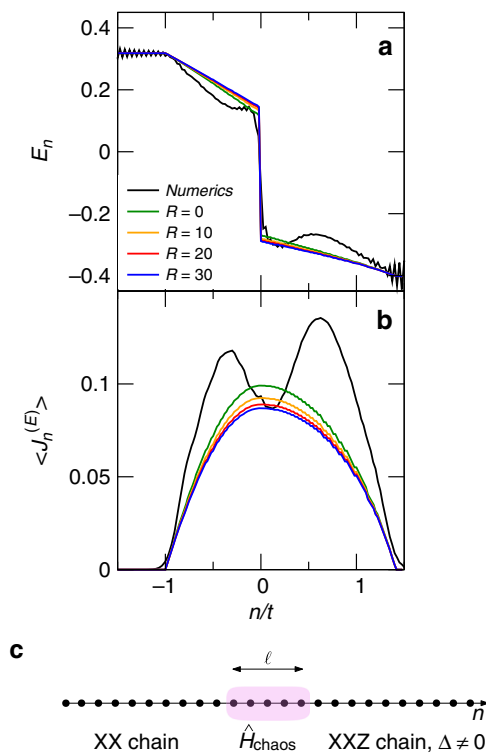 a
0.4
0.2
0
−0.2
−0.4
E_n
Numerics
R = 0
R = 10
R = 20
R = 30
b
0.1
0.05
0
<J_n^(E)>
−1 0 1
n/t
c
ℓ
n
XX chain Ĥ_chaos XXZ chain, Δ ≠ 0